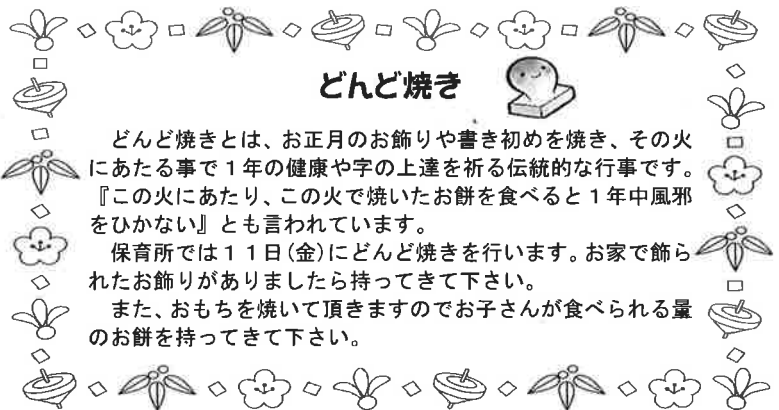 どんど焼き
どんど焼きとは、お正月のお飾りや書き初めを焼き、その火
にあたる事で１年の健康や字の上達を祈る伝統的な行事です。
『この火にあたり、この火で焼いたお餅を食べると１年中風邪
をひかない』とも言われています。
保育所では１１日(金)にどんど焼きを行います。お家で飾ら
れたお飾りがありましたら持ってきて下さい。
また、おもちを焼いて頂きますのでお子さんが食べられる量
のお餅を持ってきて下さい。